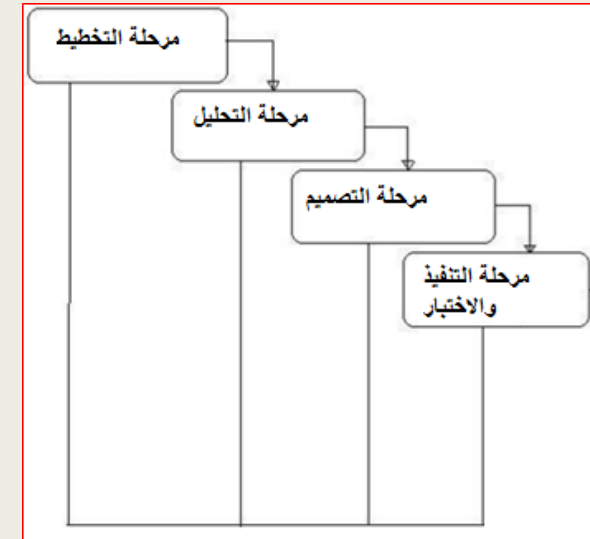 مرحلة التخطيط
مرحلة التحليل
مرحلة التصميم
مرحلة التنفيذ
والاختبار